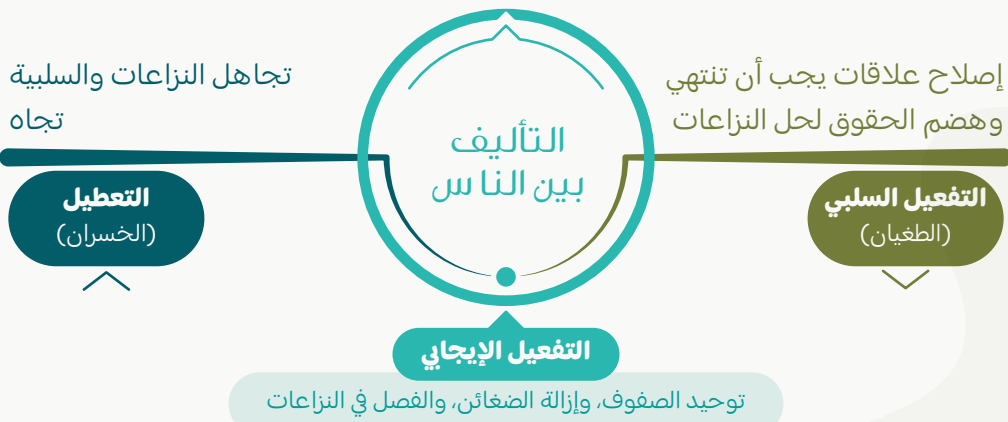 إصلاح علاقات يجب أن تنتهي
وهضم الحقوق لحل النزاعات
التفعيل السلبي
(الطغيان)
التأليف
بين النا س
تجاهل النزاعات والسلبية
تجاه
التعطيل
(الخسران)
التفعيل الإيجابي
توحيد الصفوف، وإزالة الضغائن، والفصل في النزاعات